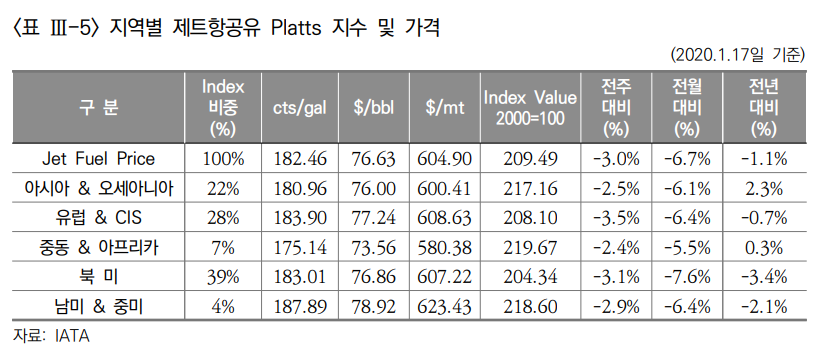 <표 Ⅲ-5> 지역별 제트항공유 Platts 지수 및 가격
(2020.1.17일 기준)
구 분 Index 비중 (%) cts/gal $/bbl $/mt Index Value 2000=100 전주 대비 (%) 전월 대비 (%) 전년 대비 (%)
Jet Fuel Price 100% 182.46 76.63 604.90 209.49 -3.0% -6.7% -1.1%
아시아 & 오세아니아 22% 180.96 76.00 600.41 217.16 -2.5% -6.1% 2.3%
유럽 & CIS 28% 183.90 77.24 608.63 208.10 -3.5% -6.4% -0.7%
중동 & 아프리카 7% 175.14 73.56 580.38 219.67 -2.4% -5.5% 0.3%
북 미 39% 183.01 76.86 607.22 204.34 -3.1% -7.6% -3.4%
남미 & 중미 4% 187.89 78.92 623.43 218.60 -2.9% -6.4% -2.1%
자료: IATA